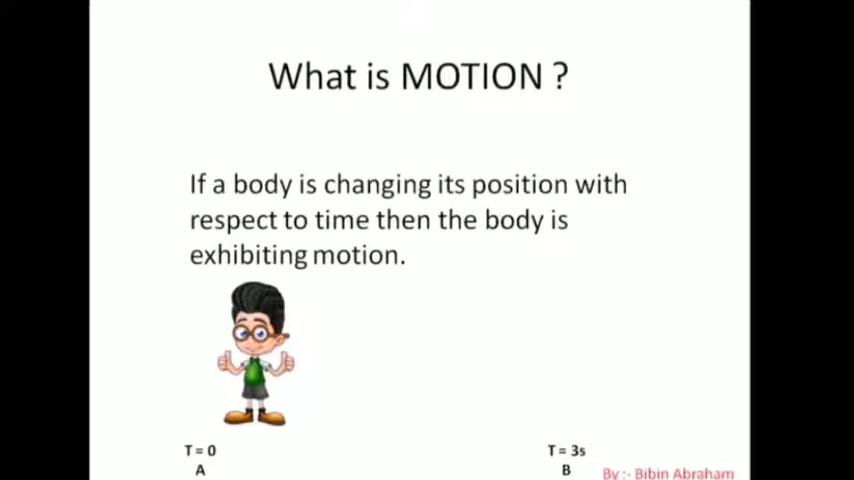 What is MOTION ?
If a body is changing its position with
respect to time then the body is
exhibiting motion.
T = 0
T = 3s
A
B
By :- Bibin Abraham